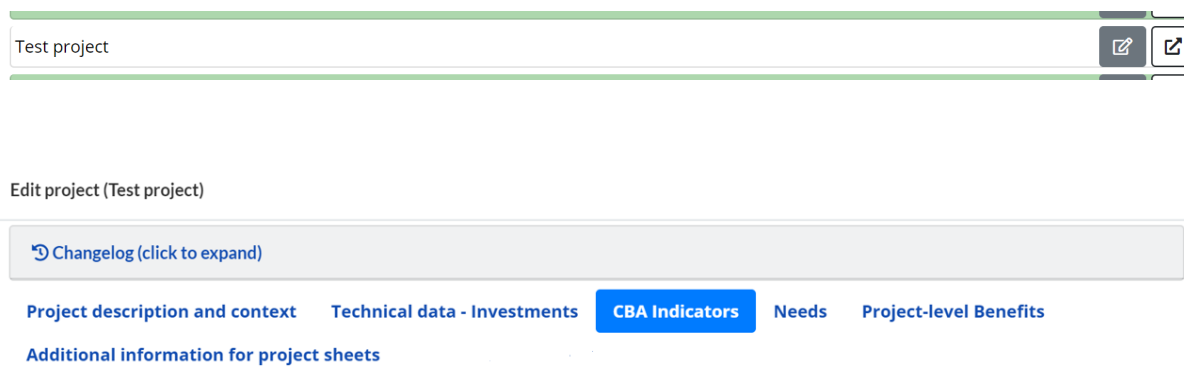 Test project
Edit project (Test project)
Changelog (click to expand)
Project description and context Technical data - Investments CBA Indicators Needs Project-level Benefits
Additional information for project sheets